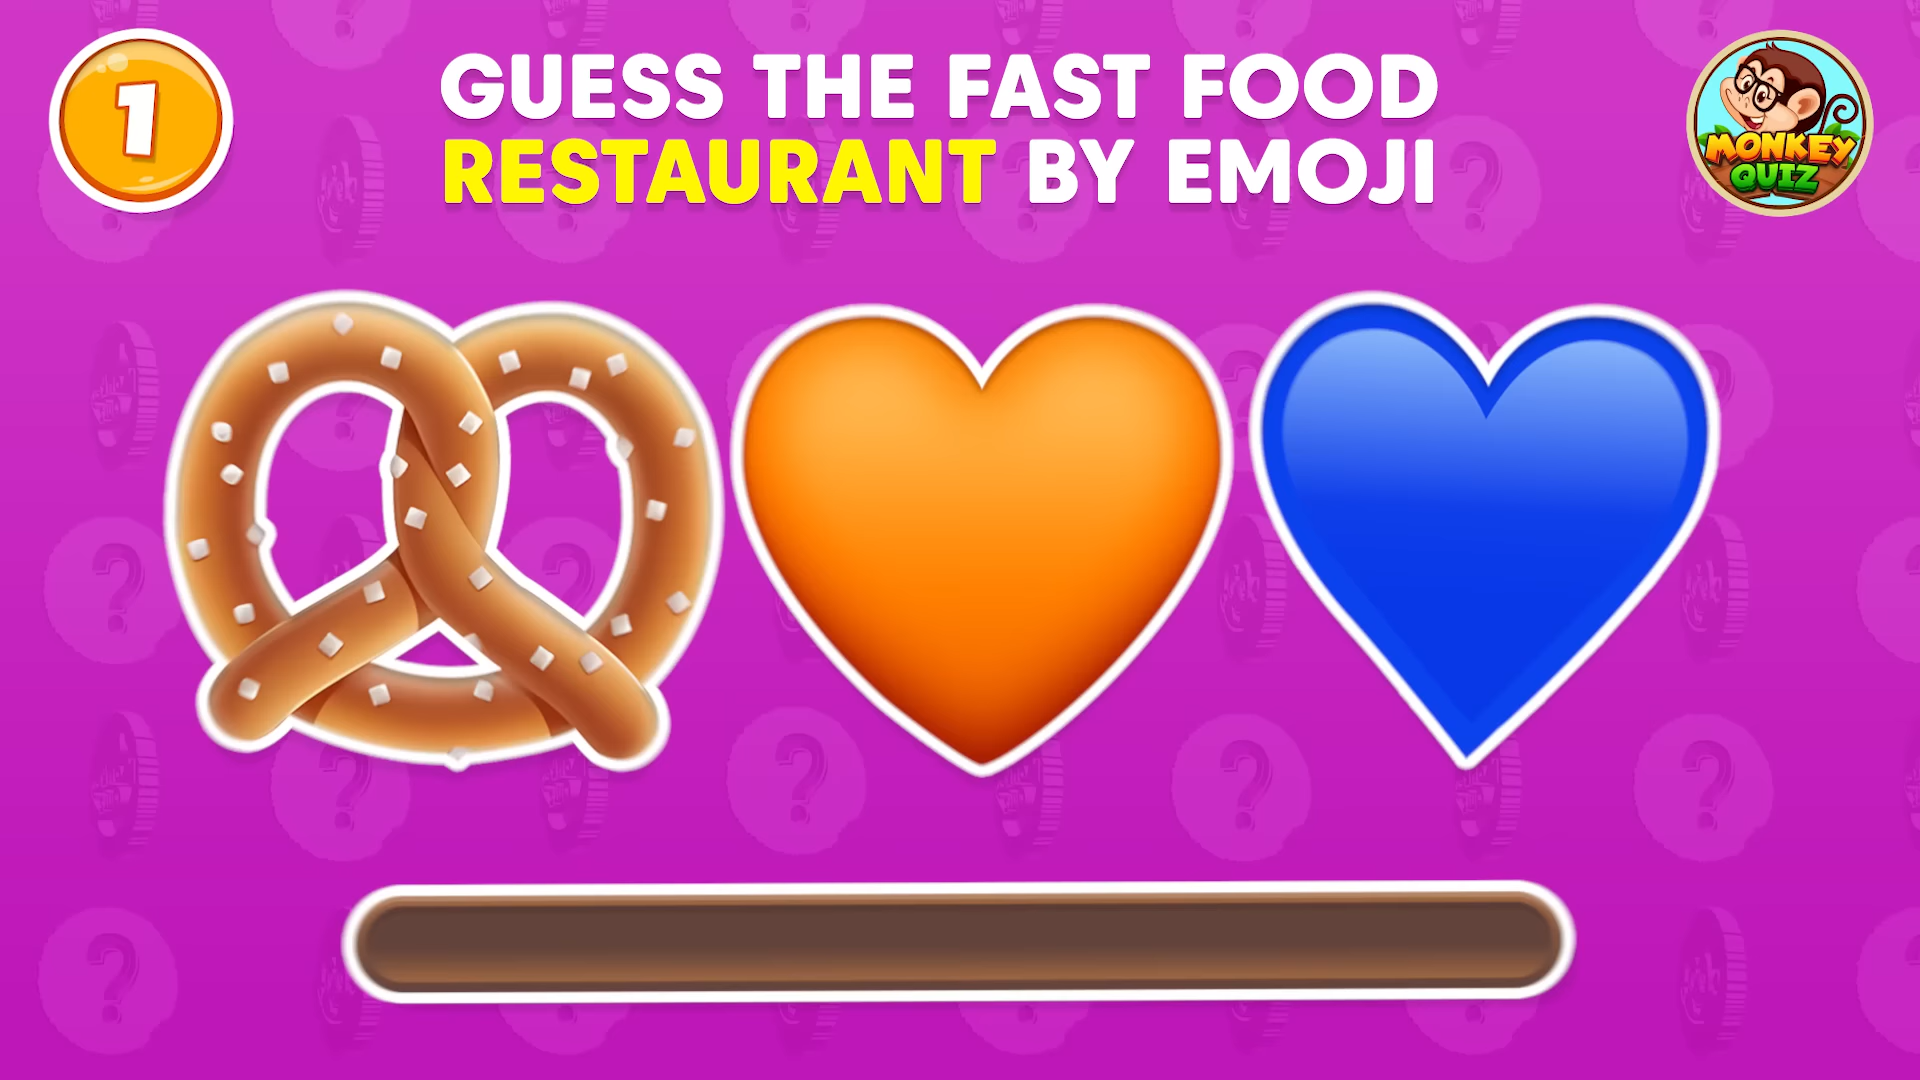 1
GUESS THE FAST FOOD
RESTAURANT BY EMOJI
MONKEY
QUIZ